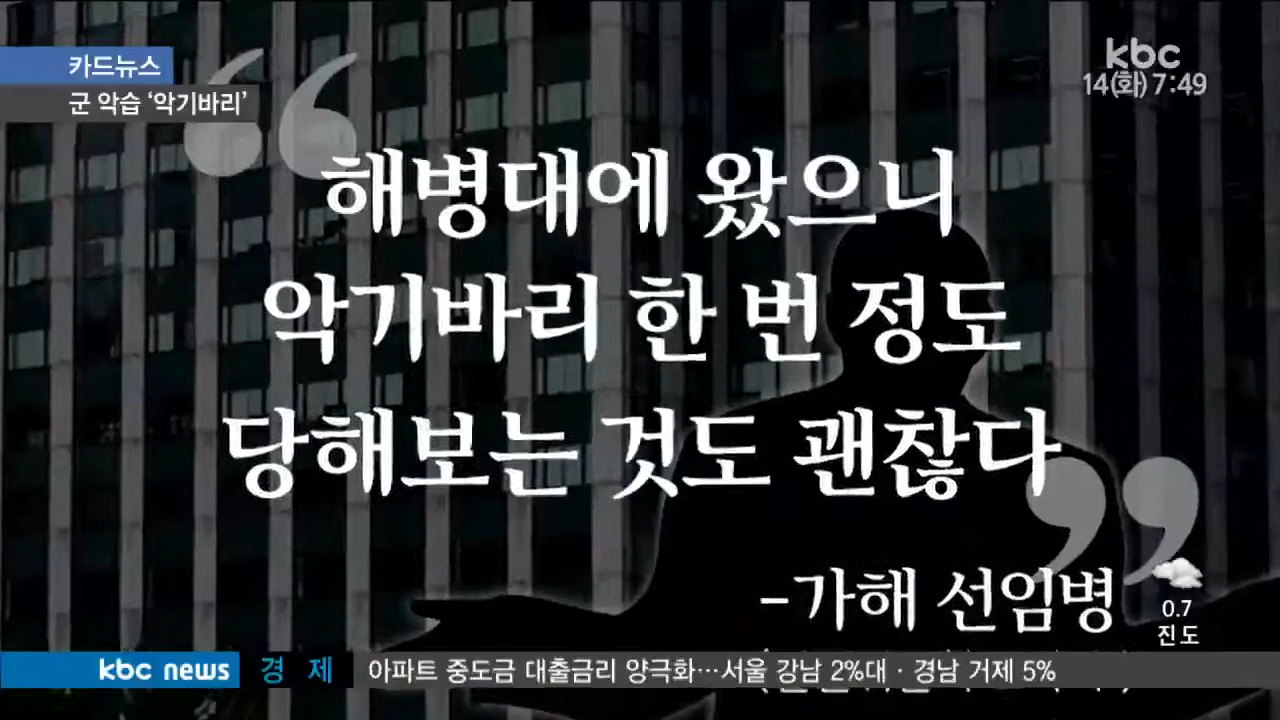 카드뉴스
군 악습 ‘악기바리’
kbc
14(화) 7:49
해병대에 왔으니
악기바리 한 번 정도
당해보는 것도 괜찮다
-가해 선임병
0.7
진도
kbc news 경 제 아파트 중도금 대출금리 양극화…서울 강남 2%대 · 경남 거제 5%